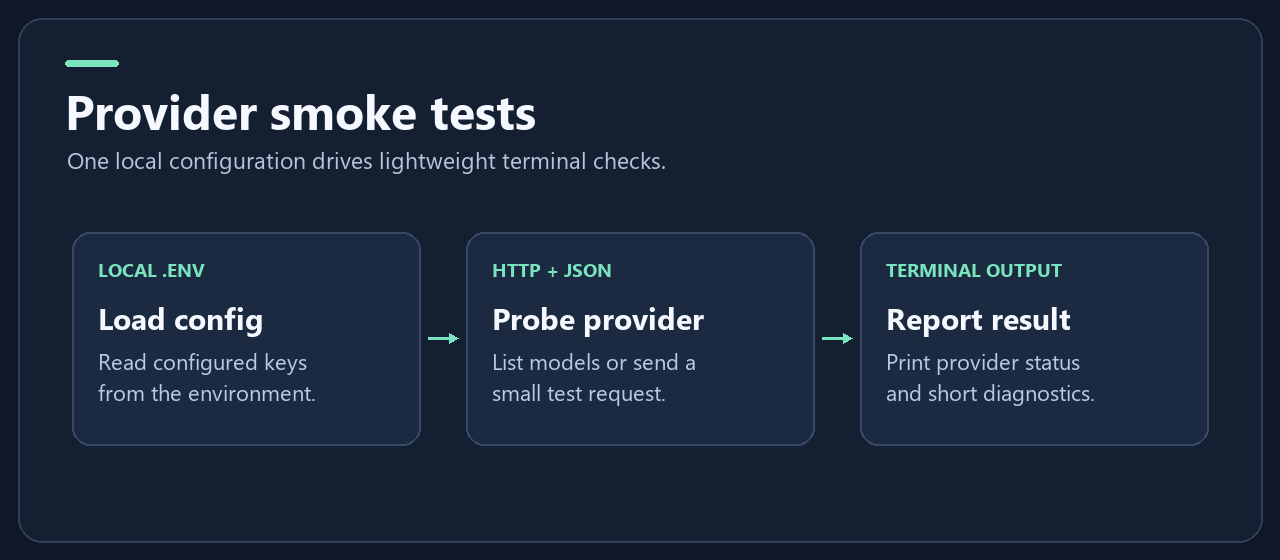 Provider smoke tests
One local configuration drives lightweight terminal checks.
LOCAL .ENV
Load config
Read configured keys
from the environment.
HTTP + JSON
Probe provider
List models or send a
small test request.
TERMINAL OUTPUT
Report result
Print provider status
and short diagnostics.